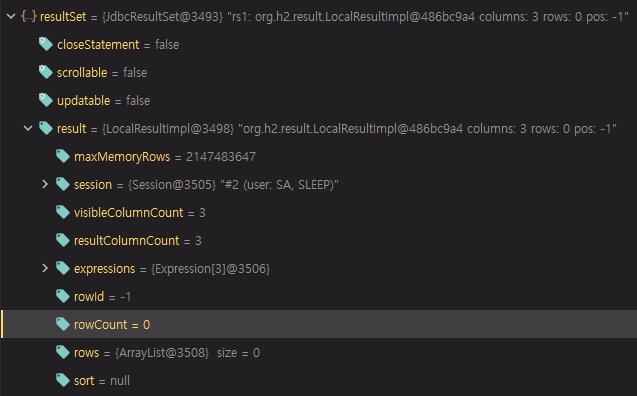 resultSet = {JdbcResultSet@3493} "rs1: org.h2.result.LocalResultImpl@486bc9a4 columns: 3 rows: 0 pos: -1"
closeStatement = false
scrollable = false
updatable = false
result = {LocalResultImpl@3498} "org.h2.result.LocalResultImpl@486bc9a4 columns: 3 rows: 0 pos: -1"
maxMemoryRows = 2147483647
session = {Session@3505} "#2 (user: SA, SLEEP)"
visibleColumnCount = 3
resultColumnCount = 3
expressions = {Expression[3]@3506}
rowId = -1
rowCount = 0
rows = {ArrayList@3508} size = 0
sort = null